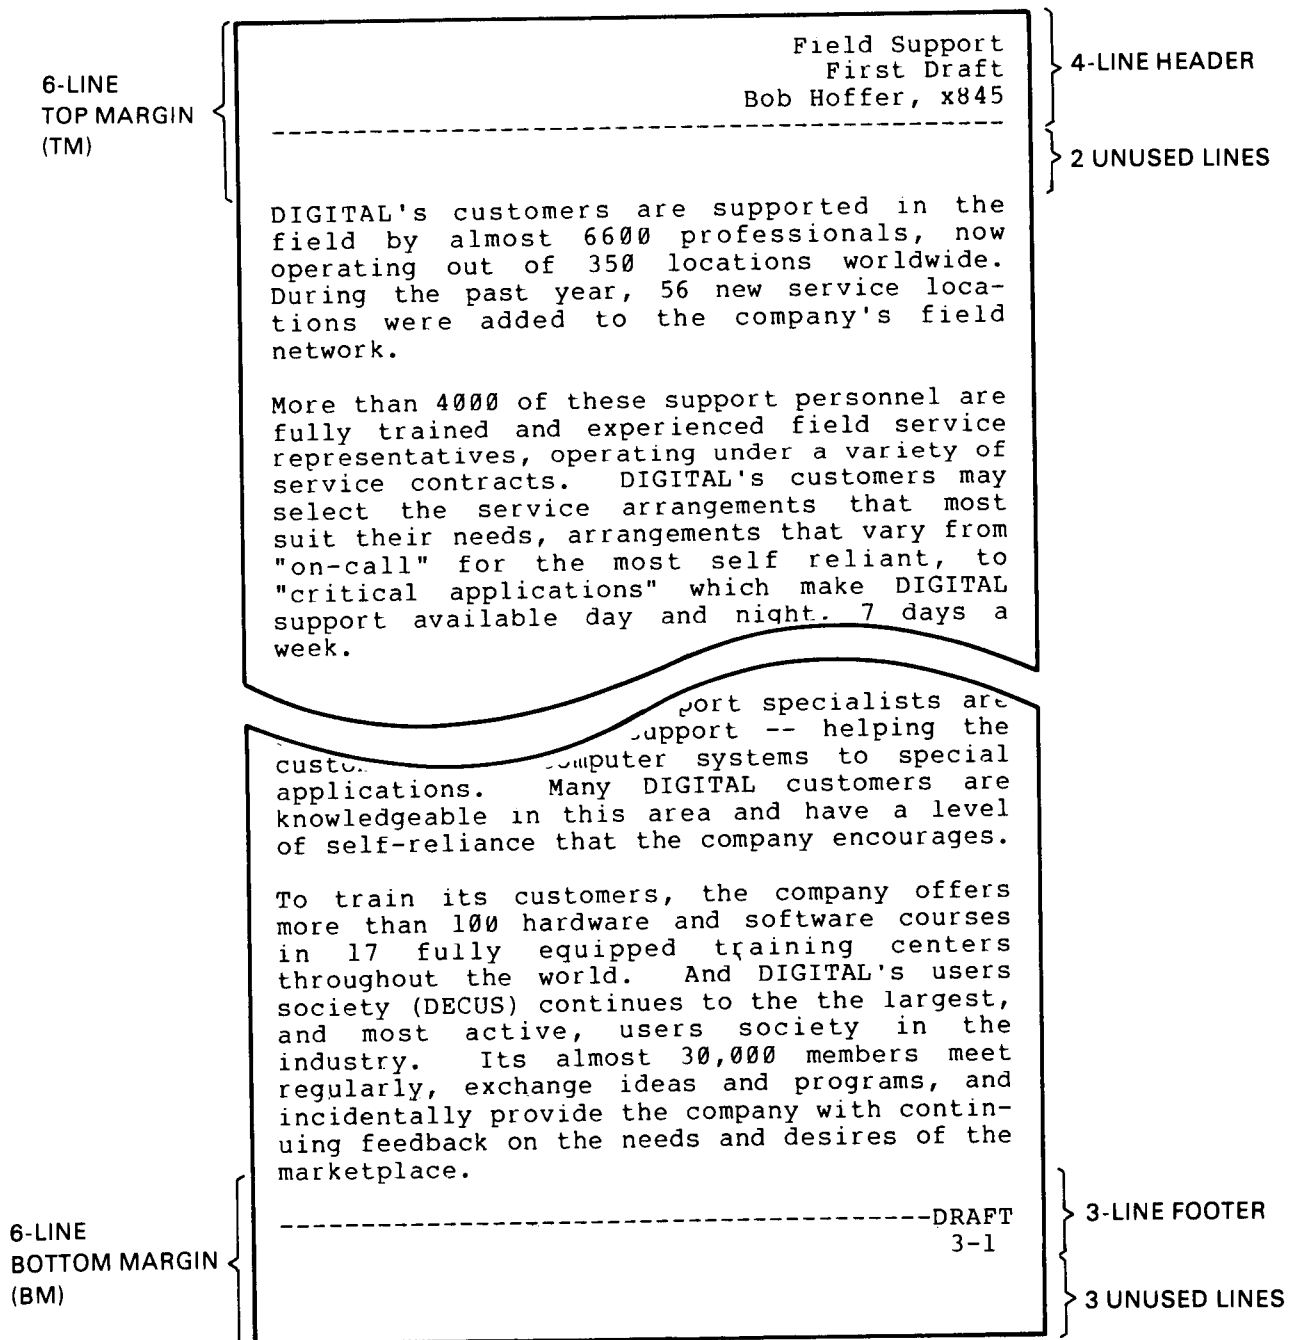 6-LINE
TOP MARGIN
(TM)
Field Support
First Draft
Bob Hoffer, x845
4-LINE HEADER
2 UNUSED LINES
DIGITAL's customers are supported in the
field by almost 6600 professionals, now
operating out of 350 locations worldwide.
During the past year, 56 new service loca-
tions were added to the company's field
network.
More than 4000 of these support personnel are
fully trained and experienced field service
representatives, operating under a variety of
service contracts. DIGITAL's customers may
select the service arrangements that most
suit their needs, arrangements that vary from
"on-call" for the most self reliant, to
"critical applications" which make DIGITAL
support available day and night. 7 days a
week.
port specialists are
upport -- helping the
custo mputer systems to special
applications. Many DIGITAL customers are
knowledgeable in this area and have a level
of self-reliance that the company encourages.
To train its customers, the company offers
more than 100 hardware and software courses
in 17 fully equipped training centers
throughout the world. And DIGITAL's users
society (DECUS) continues to the the largest,
and most active, users society in the
industry. Its almost 30,000 members meet
regularly, exchange ideas and programs, and
incidentally provide the company with contin-
uing feedback on the needs and desires of the
marketplace.
6-LINE
BOTTOM MARGIN
(BM)
----------------------------------------DRAFT
3-1
3-LINE FOOTER
3 UNUSED LINES